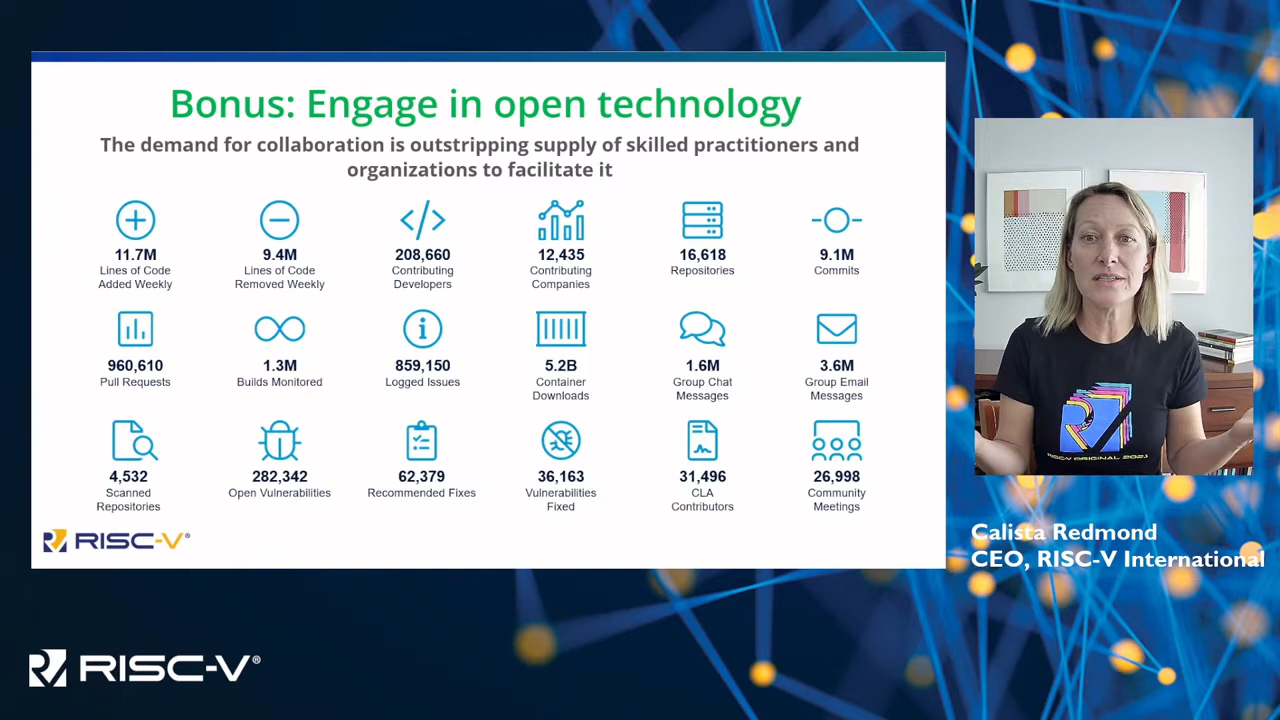 Bonus: Engage in open technology
The demand for collaboration is outstripping supply of skilled practitioners and
organizations to facilitate it
11.7M
Lines of Code
Added Weekly
9.4M
Lines of Code
Removed Weekly
208,660
Contributing
Developers
12,435
Contributing
Companies
16,618
Repositories
9.1M
Commits
960,610
Pull Requests
1.3M
Builds Monitored
859,150
Logged Issues
5.2B
Container
Downloads
1.6M
Group Chat
Messages
3.6M
Group Email
Messages
4,532
Scanned
Repositories
282,342
Open Vulnerabilities
62,379
Recommended Fixes
36,163
Vulnerabilities
Fixed
31,496
CLA
Contributors
26,998
Community
Meetings
RISC-V®
RISC-V ORIGINAL 2023
Calista Redmond
CEO, RISC-V International
RISC-V®